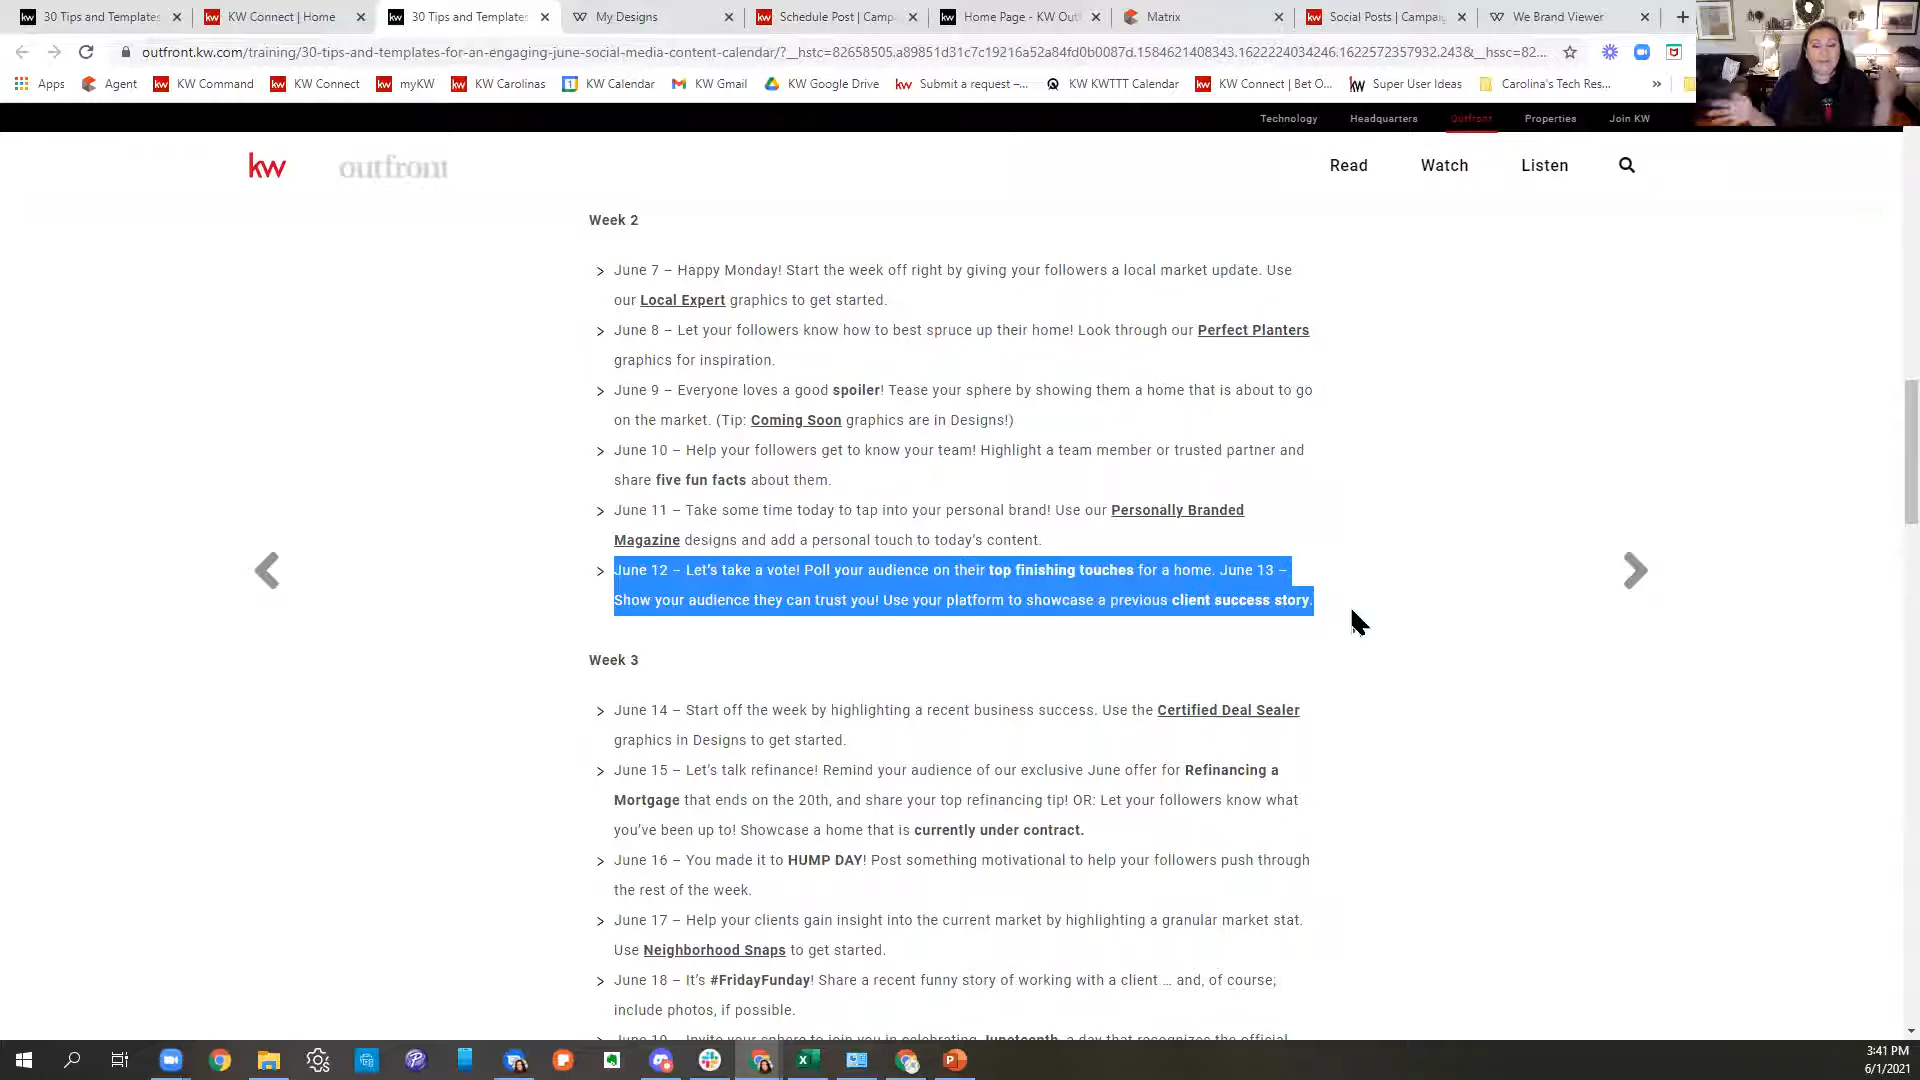 30 Tips and Templates
KW Connect | Home
30 Tips and Templates
My Designs
Schedule Post | Camp
Home Page - KW Out
Matrix
Social Posts | Campaig
We Brand Viewer
outfront.kw.com/training/30-tips-and-templates-for-an-engaging-june-social-media-content-calendar/?__hstc=82658505.a89851d31c7c19216a52a84fd0b0087d.1584621408343.1622224034246.1622572357932.243&__hssc=82...
Apps
Agent
KW Command
KW Connect
myKW
KW Carolinas
KW Calendar
KW Gmail
KW Google Drive
Submit a request –...
KW KWTTT Calendar
KW Connect | Bet O...
Super User Ideas
Carolina's Tech Res...
Technology
Headquarters
Outfront
Properties
Join KW
kw
outfront
Read
Watch
Listen
Week 2
June 7 – Happy Monday! Start the week off right by giving your followers a local market update. Use
our Local Expert graphics to get started.
June 8 – Let your followers know how to best spruce up their home! Look through our Perfect Planters
graphics for inspiration.
June 9 – Everyone loves a good spoiler! Tease your sphere by showing them a home that is about to go
on the market. (Tip: Coming Soon graphics are in Designs!)
June 10 – Help your followers get to know your team! Highlight a team member or trusted partner and
share five fun facts about them.
June 11 – Take some time today to tap into your personal brand! Use our Personally Branded
Magazine designs and add a personal touch to today's content.
June 12 – Let's take a vote! Poll your audience on their top finishing touches for a home. June 13 –
Show your audience they can trust you! Use your platform to showcase a previous client success story.
Week 3
June 14 – Start off the week by highlighting a recent business success. Use the Certified Deal Sealer
graphics in Designs to get started.
June 15 – Let's talk refinance! Remind your audience of our exclusive June offer for Refinancing a
Mortgage that ends on the 20th, and share your top refinancing tip! OR: Let your followers know what
you've been up to! Showcase a home that is currently under contract.
June 16 – You made it to HUMP DAY! Post something motivational to help your followers push through
the rest of the week.
June 17 – Help your clients gain insight into the current market by highlighting a granular market stat.
Use Neighborhood Snaps to get started.
June 18 – It's #FridayFunday! Share a recent funny story of working with a client … and, of course;
include photos, if possible.
June 19 – Invite your sphere to join you in celebrating Juneteenth, a day that recognizes the official
3:41 PM
6/1/2021